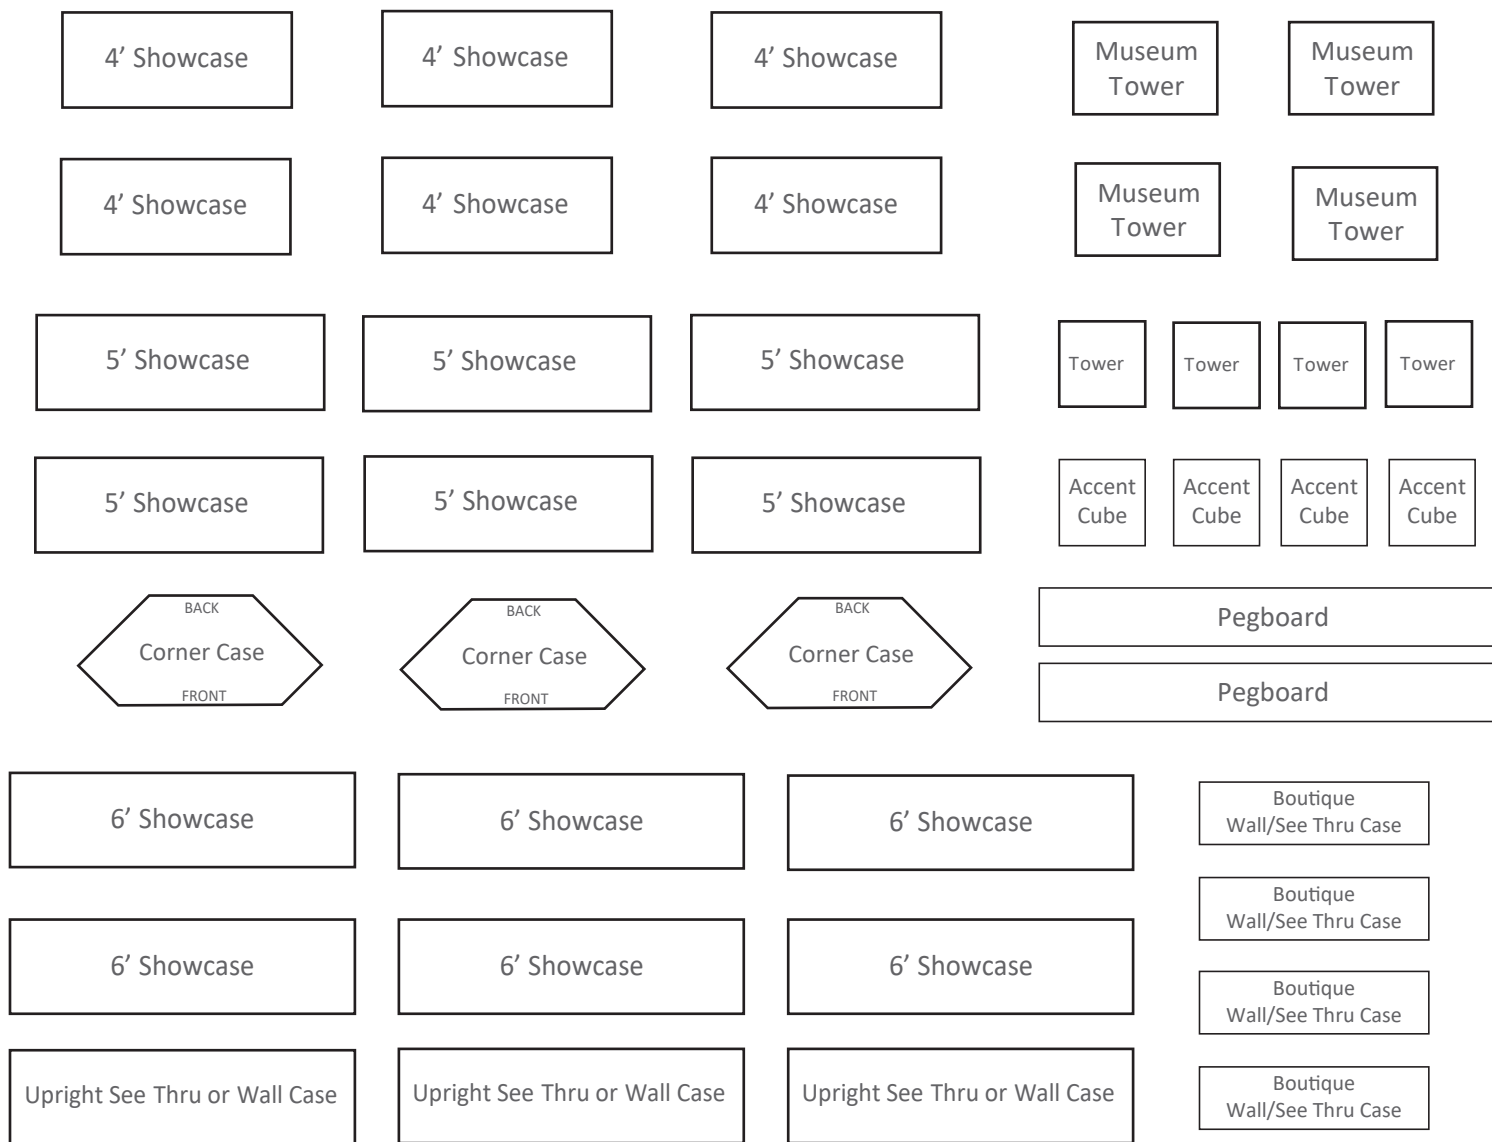 4’ Showcase
4’ Showcase
4’ Showcase
Museum
Tower
Museum
Tower
4’ Showcase
4’ Showcase
4’ Showcase
Museum
Tower
Museum
Tower
5’ Showcase
5’ Showcase
5’ Showcase
Tower
Tower
Tower
Tower
5’ Showcase
5’ Showcase
5’ Showcase
Accent
Cube
Accent
Cube
Accent
Cube
Accent
Cube
BACK
Corner Case
FRONT
BACK
Corner Case
FRONT
BACK
Corner Case
FRONT
Pegboard
Pegboard
6’ Showcase
6’ Showcase
6’ Showcase
Boutique
Wall/See Thru Case
Boutique
Wall/See Thru Case
6’ Showcase
6’ Showcase
6’ Showcase
Boutique
Wall/See Thru Case
Upright See Thru or Wall Case
Upright See Thru or Wall Case
Upright See Thru or Wall Case
Boutique
Wall/See Thru Case